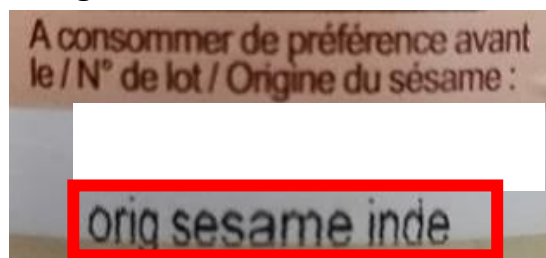 A consommer de préférence avant
le / N° de lot / Origine du sésame :
orig sesame inde